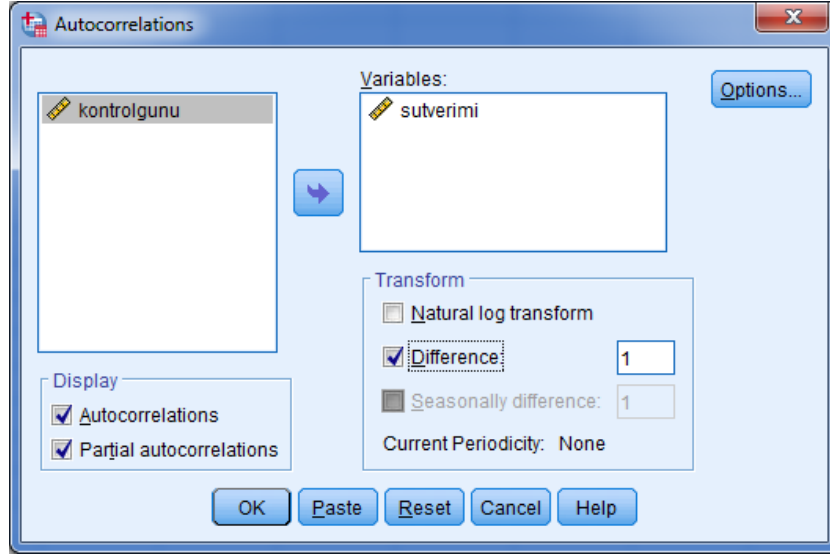 Autocorrelations
kontrolgunu
Variables:
sutverimi
Options...
Transform
Natural log transform
Difference: 1
Seasonally difference: 1
Current Periodicity: None
Display
Autocorrelations
Partial autocorrelations
OK
Paste
Reset
Cancel
Help